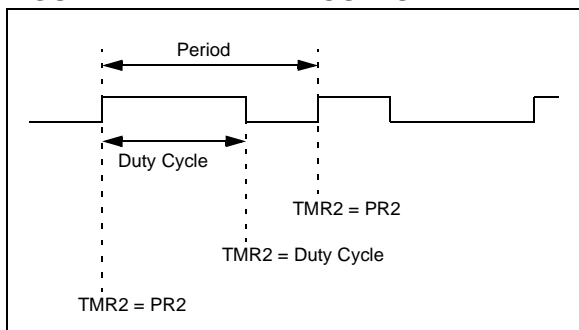 Period
Duty Cycle
TMR2 = PR2
TMR2 = Duty Cycle
TMR2 = PR2